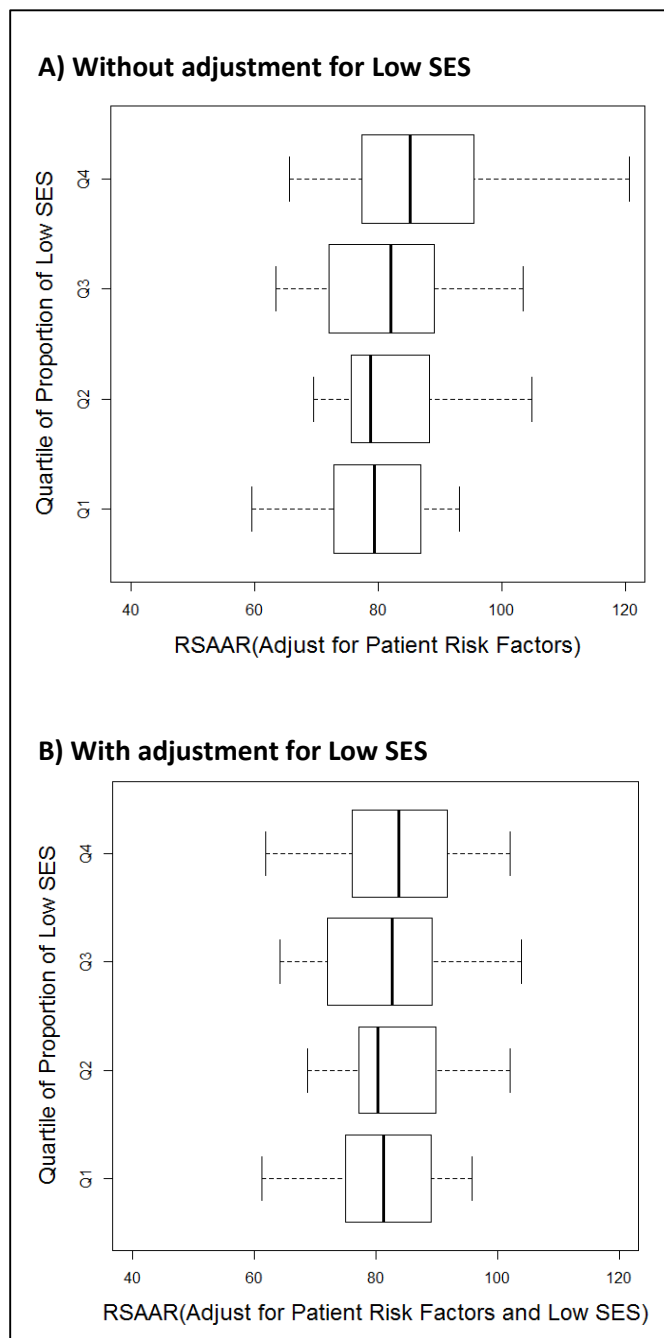 A) Without adjustment for Low SES
Quartile of Proportion of Low SES
Q4
Q3
Q2
Q1
40 60 80 100 120
RSAAR(Adjust for Patient Risk Factors)
B) With adjustment for Low SES
Quartile of Proportion of Low SES
Q4
Q3
Q2
Q1
40 60 80 100 120
RSAAR(Adjust for Patient Risk Factors and Low SES)